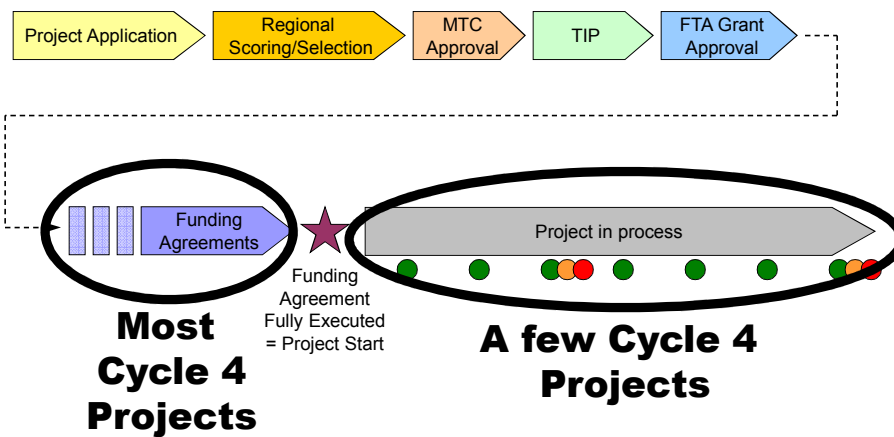 Project Application
Regional
Scoring/Selection
MTC
Approval
TIP
FTA Grant
Approval
Funding
Agreements
Project in process
Funding
Agreement
Fully Executed
= Project Start
Most
Cycle 4
Projects
A few Cycle 4
Projects